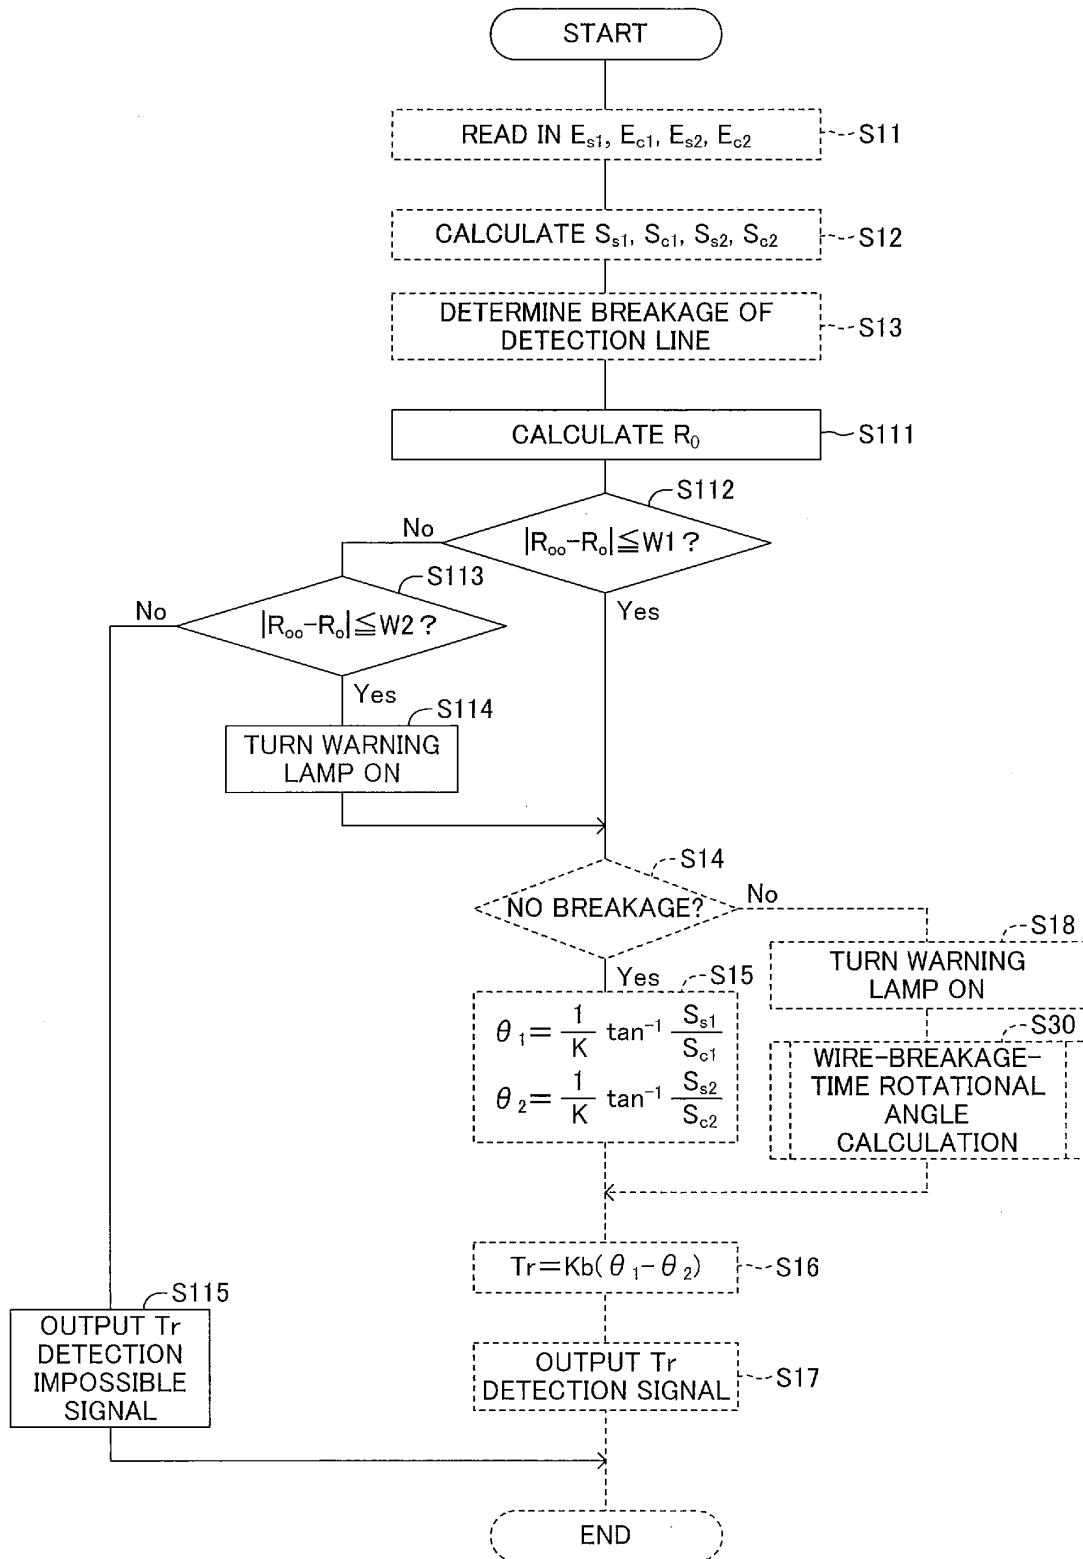 START
READ IN Es1, Ec1, Es2, Ec2
S11
CALCULATE Ss1, Sc1, Ss2, Sc2
S12
DETERMINE BREAKAGE OF
DETECTION LINE
S13
CALCULATE R0
S111
S112
|Roo−Ro|≦W1?
No
Yes
S113
|Roo−Ro|≦W2?
No
Yes
S114
TURN WARNING
LAMP ON
S14
NO BREAKAGE?
No
Yes
S18
TURN WARNING
LAMP ON
S15
θ1= 1/K tan−1 Ss1/Sc1
θ2= 1/K tan−1 Ss2/Sc2
S30
WIRE-BREAKAGE-
TIME ROTATIONAL
ANGLE
CALCULATION
Tr=Kb(θ1−θ2)
S16
S115
OUTPUT Tr
DETECTION
IMPOSSIBLE
SIGNAL
OUTPUT Tr
DETECTION SIGNAL
S17
END